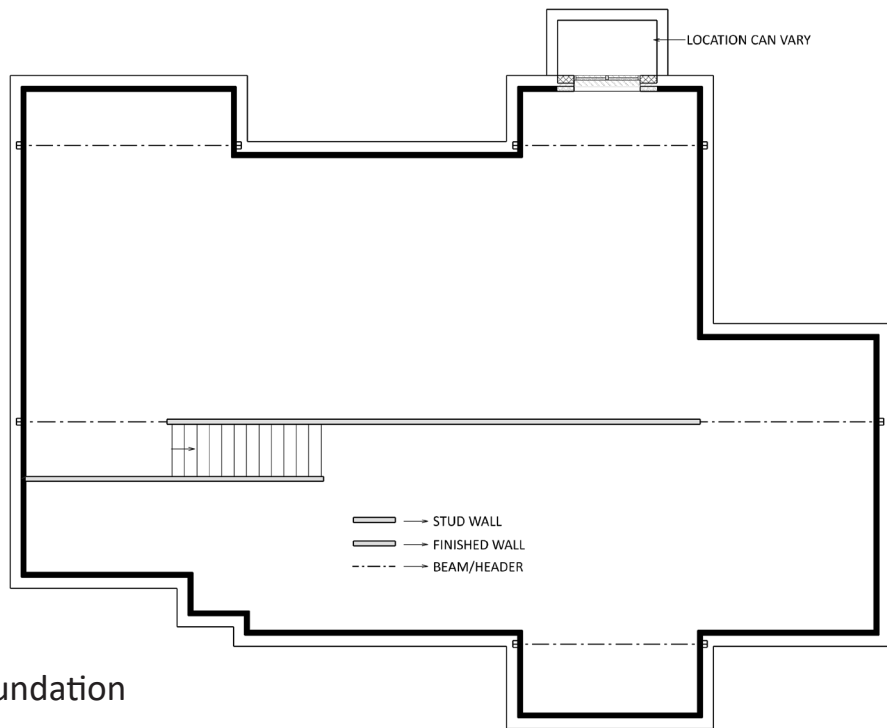 LOCATION CAN VARY
STUD WALL
FINISHED WALL
BEAM/HEADER
undation